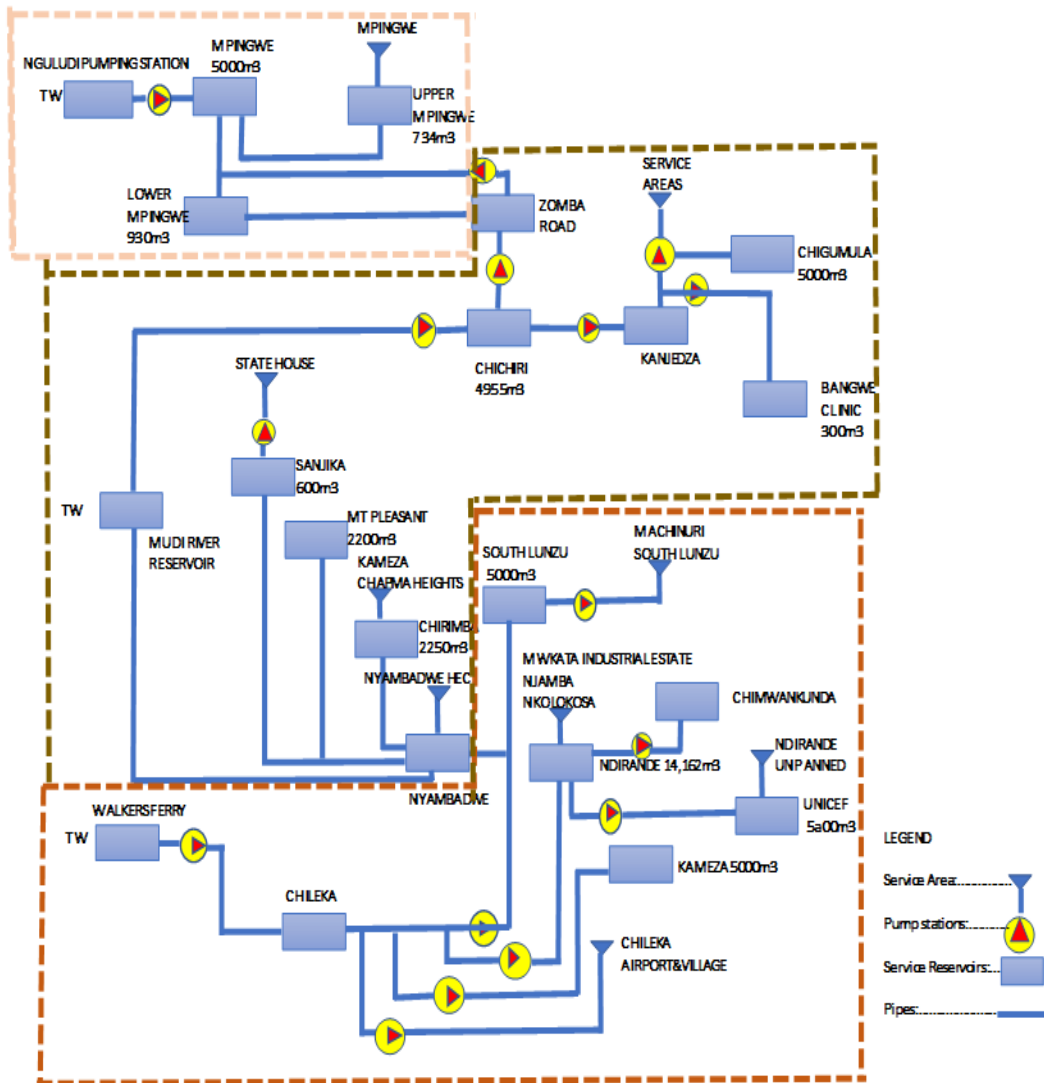 MPINGWE
MPINGWE
5000m3
NGULUDI PUMPING STATION
TW
UPPER
MPINGWE
734m3
LOWER
MPINGWE
930m3
ZOMBA
ROAD
SERVICE
AREAS
CHIGUMULA
5000m3
CHICHIRI
4955m3
KANJEDZA
BANGWE
CLINIC
300m3
STATE HOUSE
SANJIKA
600m3
TW
MUDI RIVER
RESERVOIR
MT PLEASANT
2200m3
KAMEZA
CHAPMA HEIGHTS
CHIRIMBA
2250m3
NYAMBADWE HEC
NYAMBADWE
SOUTH LUNZU
5000m3
MACHINURI
SOUTH LUNZU
MWKATA INDUSTRIAL ESTATE
NJAMBA
NKOLOKOSA
CHIMWANKUNDA
NDIRANDE 14,162m3
NDIRANDE
UNPANNED
UNICEF
5a00m3
KAMEZA 5000m3
WALKERS FERRY
TW
CHILEKA
CHILEKA
AIRPORT&VILLAGE
LEGEND
Service Area:
Pump stations:
Service Reservoirs:
Pipes: